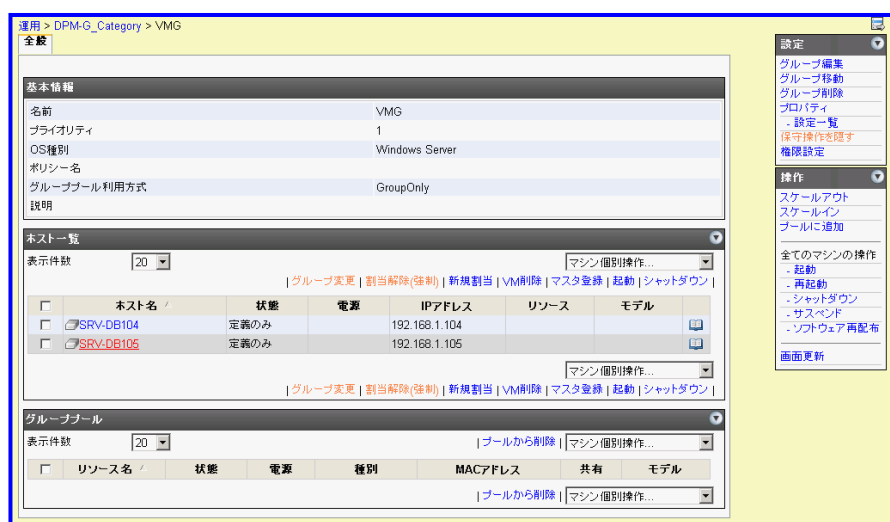 運用 > DPM-G_Category > VMG
全般
基本情報
名前 VMG
プライオリティ 1
OS種別 Windows Server
ポリシー名
グループプール利用方式 GroupOnly
説明
ホスト一覧
表示件数 20 マシン個別操作...
| グループ変更 | 割当解除(強制) | 新規割当 | VM削除 | マスタ登録 | 起動 | シャットダウン |
ホスト名 状態 電源 IPアドレス リソース モデル
SRV-DB104 定義のみ 192.168.1.104
SRV-DB105 定義のみ 192.168.1.105
マシン個別操作...
| グループ変更 | 割当解除(強制) | 新規割当 | VM削除 | マスタ登録 | 起動 | シャットダウン |
グループプール
表示件数 20 | プールから削除 | マシン個別操作...
リソース名 状態 電源 種別 MACアドレス 共有 モデル
| プールから削除 | マシン個別操作...
設定
グループ編集
グループ移動
グループ削除
プロパティ
- 設定一覧
保守操作を隠す
権限設定
操作
スケールアウト
スケールイン
プールに追加
全てのマシンの操作
- 起動
- 再起動
- シャットダウン
- サスペンド
- ソフトウェア再配布
画面更新